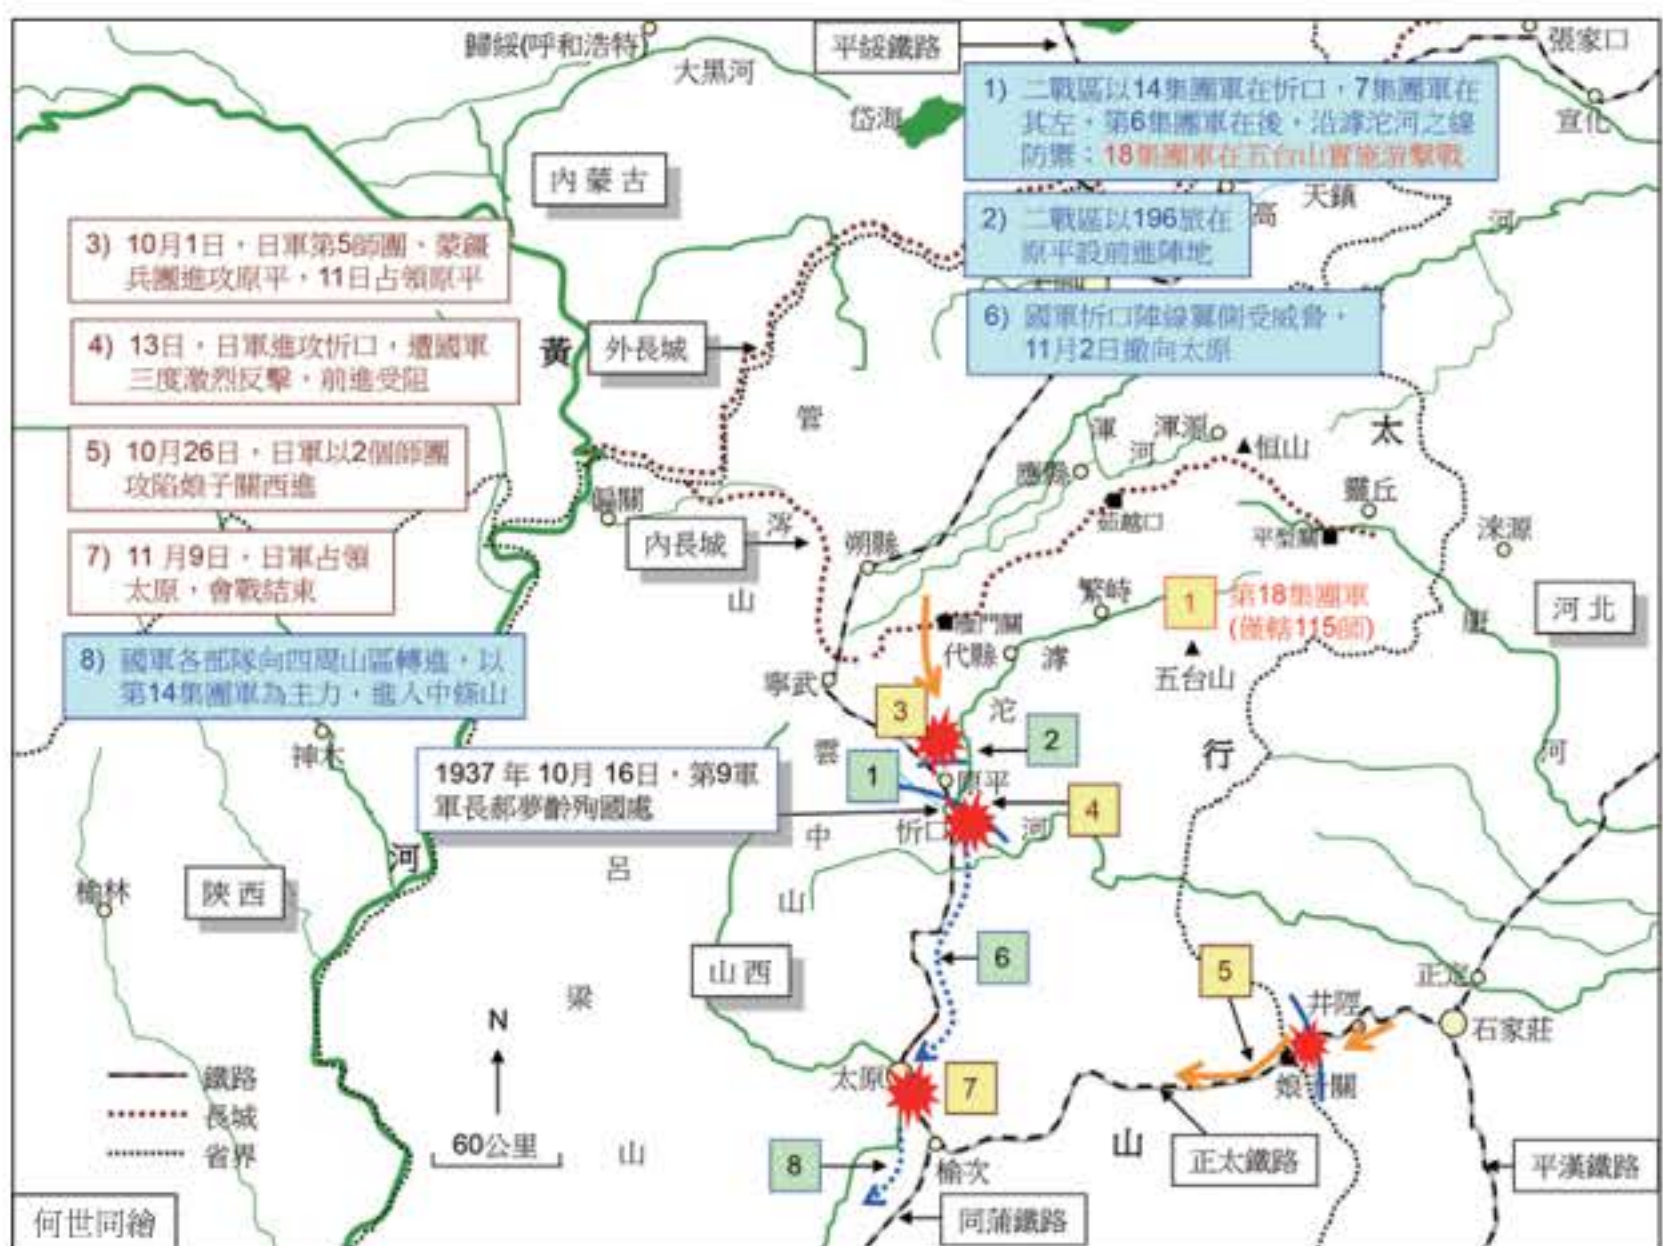 歸綏(呼和浩特)
大黑河
平綏鐵路
張家口
宣化
岱海
1) 二戰區以14集團軍在忻口，7集團軍在
其左，第6集團軍在後，沿滹沱河之線
防禦；18集團軍在五台山實施游擊戰
內蒙古
高
天鎮
河
2) 二戰區以196旅在
原平設前進陣地
3) 10月1日，日軍第5師團、蒙疆
兵團進攻原平，11日占領原平
6) 國軍忻口陣線翼側受威脅，
11月2日撤向太原
4) 13日，日軍進攻忻口，遭國軍
三度激烈反擊，前進受阻
黃
外長城
管
太
渾
河
渾源
恒山
應縣
5) 10月26日，日軍以2個師團
攻陷娘子關西進
偏關
茹越口
靈丘
平型關
淶源
內長城
朔縣
7) 11 月9日，日軍占領
太原，會戰結束
山
繁峙
1
第18集團軍
(僅轄115師)
河北
唐
雁門關
代縣
滹
五台山
8) 國軍各部隊向四周山區轉進，以
第14集團軍為主力，進入中條山
寧武
3
沱
2
神木
雲
行
河
1937 年 10月 16日，第9軍
軍長郝夢齡殉國處
1
原平
4
中
忻口
河
河
呂
榆林
陝西
山
山西
6
5
正定
梁
井陘
石家莊
N
太原
7
娘子關
鐵路
長城
省界
60公里
山
8
榆次
山
正太鐵路
平漢鐵路
同蒲鐵路
何世同繪